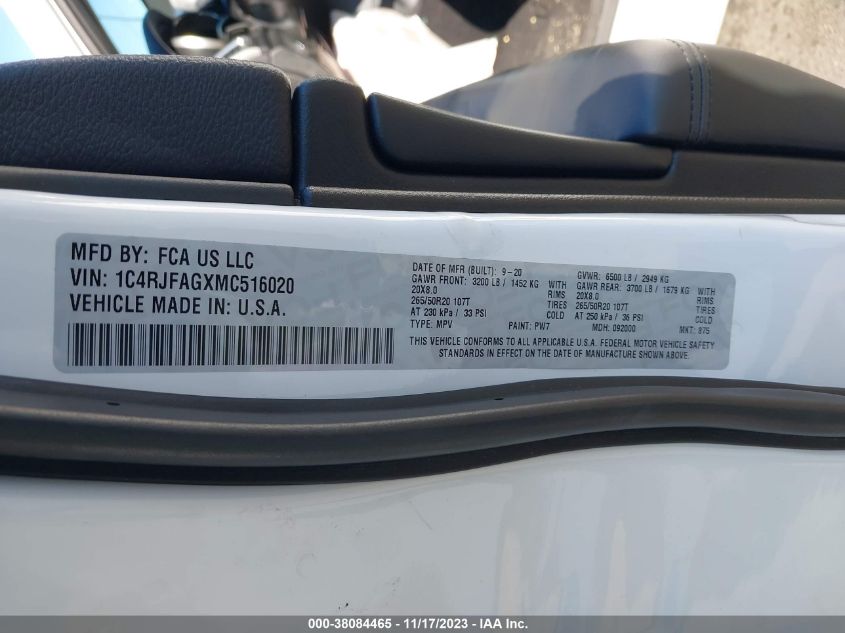 MFD BY: FCA US LLC
VIN: 1C4RJFAGXMC516020
VEHICLE MADE IN: U.S.A.
DATE OF MFR (BUILT): 9-20 GVWR: 6500 LB / 2949 KG
GAWR FRONT: 3200 LB / 1452 KG WITH GAWR REAR: 3700 LB / 1679 KG WITH
20X8.0 RIMS 20X8.0 RIMS
265/50R20 107T TIRES 265/50R20 107T TIRES
AT 230 kPa / 33 PSI COLD AT 250 kPa / 36 PSI COLD
TYPE: MPV PAINT: PW7 MDH: 092000 MKT: 875
THIS VEHICLE CONFORMS TO ALL APPLICABLE U.S.A. FEDERAL MOTOR VEHICLE SAFETY
STANDARDS IN EFFECT ON THE DATE OF MANUFACTURE SHOWN ABOVE.
000-38084465 - 11/17/2023 - IAAI Inc.